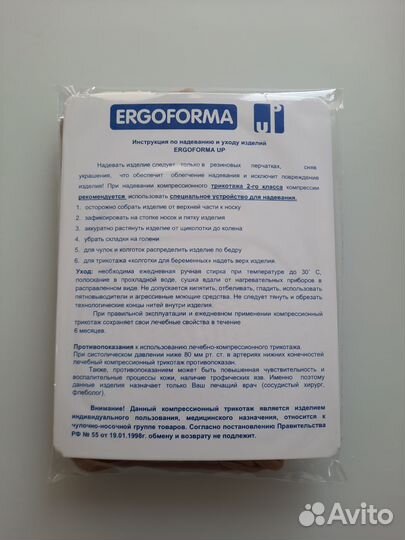 ERGOFORMA UP
Инструкция по надеванию и уходу изделий
ERGOFORMA UP
Надевать изделие следует только в резиновых перчатках, сняв
украшения, что обеспечит облегчение надевания и исключит повреждение
изделия! При надевании компрессионного трикотажа 2-го класса компрессии
рекомендуется использовать специальное устройство для надевания.
1. осторожно собрать изделие от верхней части к носку
2. зафиксировать на стопке носок и пятку изделия
3. аккуратно растянуть изделие от щиколотки до колена
4. убрать складки на голени
5. для чулок и колготок распределить изделие по бедру
6. для трикотажа «колготки для беременных» надеть верх изделия.
Уход: необходима ежедневная ручная стирка при температуре до 30° С,
полоскание в прохладной воде, сушка вдали от нагревательных приборов в
расправленном виде. Не допускается кипятить, отбеливать, гладить, использовать
пятновыводители и агрессивные моющие средства. Не следует тянуть и обрезать
технологические концы нитей внутри изделия.
При правильной эксплуатации и ежедневном применении компрессионный
трикотаж сохраняет свои лечебные свойства в течение
6 месяцев.
Противопоказания к использованию лечебно-компрессионного трикотажа.
При систолическом давлении ниже 80 мм рт. ст. в артериях нижних конечностей
лечебный компрессионный трикотаж противопоказан.
Также, противопоказанием может быть повышенная чувствительность и
воспалительные процессы кожи, наличие трофических язв. Именно поэтому
данные изделия назначает только Ваш лечащий врач (сосудистый хирург,
флеболог).
Внимание! Данный компрессионный трикотаж является изделием
индивидуального пользования, медицинского назначения, относится к
чулочно-носочной группе товаров. Согласно постановлению Правительства
РФ № 55 от 19.01.1998г. обмену и возврату не подлежит.
Avito